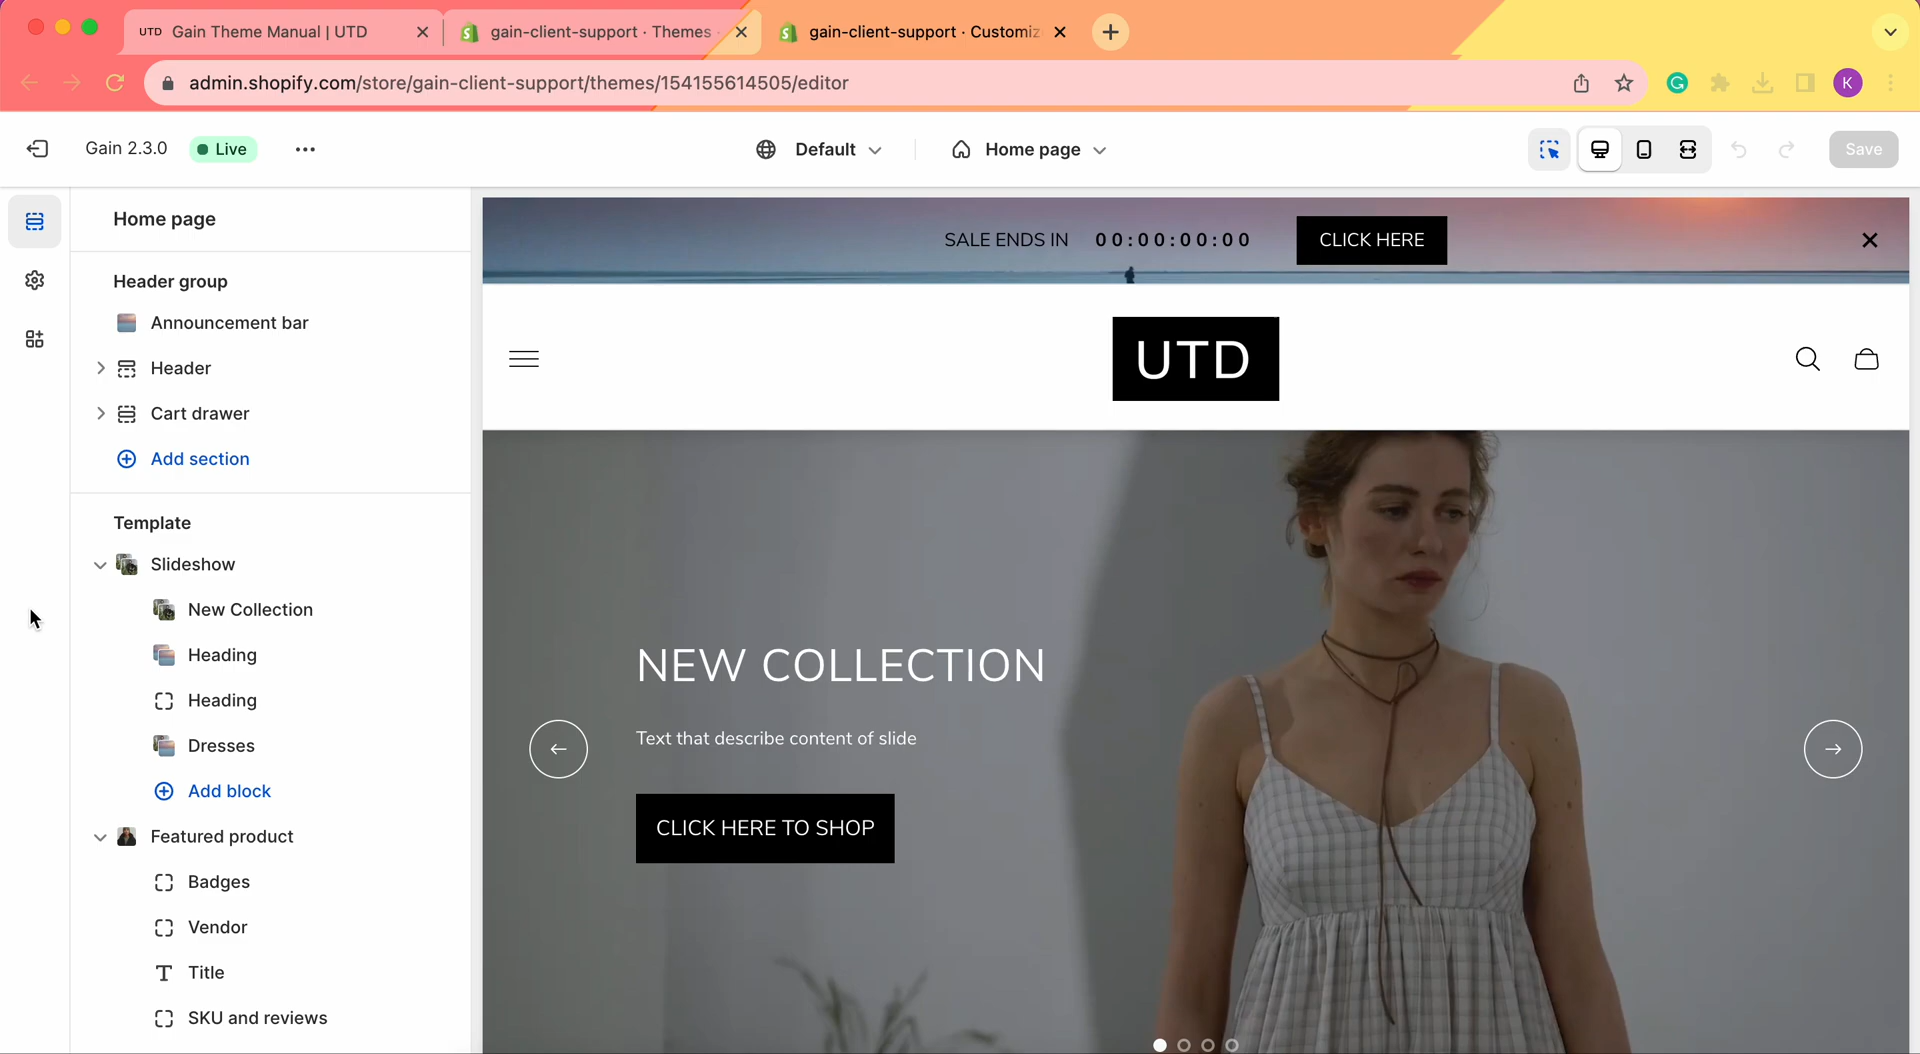 UTD Gain Theme Manual | UTD
gain-client-support · Themes ·
gain-client-support · Customiz
admin.shopify.com/store/gain-client-support/themes/154155614505/editor
G
K
Gain 2.3.0
Live
Default
Home page
Save
Home page
Header group
Announcement bar
Header
Cart drawer
Add section
Template
Slideshow
New Collection
Heading
Heading
Dresses
Add block
Featured product
Badges
Vendor
Title
SKU and reviews
SALE ENDS IN 00:00:00:00 CLICK HERE
UTD
NEW COLLECTION
Text that describe content of slide
CLICK HERE TO SHOP